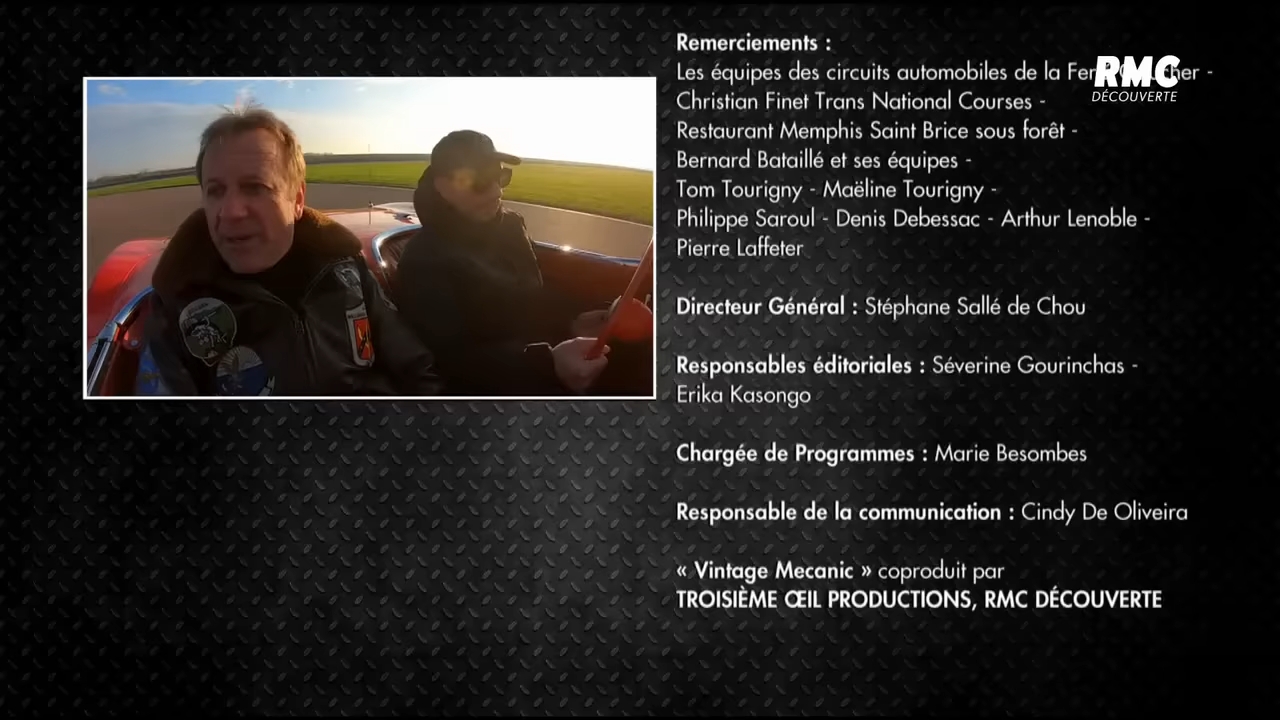 Remerciements :
Les équipes des circuits automobiles de la
Christian Finet Trans National Courses -
Restaurant Memphis Saint Brice sous forêt -
Bernard Bataillé et ses équipes -
Tom Tourigny - Maëline Tourigny -
Philippe Saroul - Denis Debessac - Arthur Lenoble -
Pierre Laffeter
Directeur Général : Stéphane Sallé de Chou
Responsables éditoriales : Séverine Gourinchas -
Erika Kasongo
Chargée de Programmes : Marie Besombes
Responsable de la communication : Cindy De Oliveira
« Vintage Mecanic » coproduit par
TROISIÈME ŒIL PRODUCTIONS, RMC DÉCOUVERTE
RMC
DÉCOUVERTE